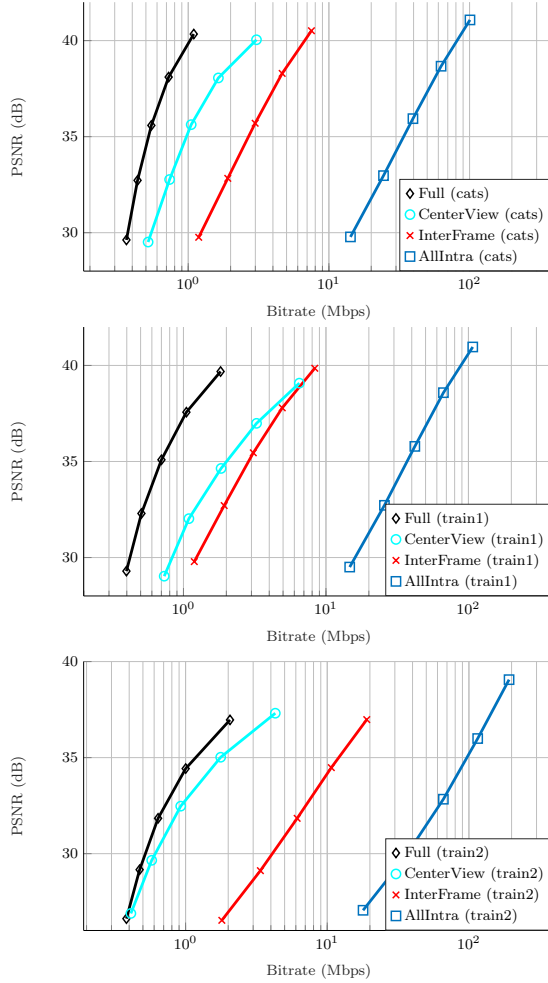 40
35
30
PSNR (dB)
Full (cats)
CenterView (cats)
InterFrame (cats)
AllIntra (cats)
10^0
10^1
10^2
Bitrate (Mbps)
40
35
30
PSNR (dB)
Full (train1)
CenterView (train1)
InterFrame (train1)
AllIntra (train1)
10^0
10^1
10^2
Bitrate (Mbps)
40
35
30
PSNR (dB)
Full (train2)
CenterView (train2)
InterFrame (train2)
AllIntra (train2)
10^0
10^1
10^2
Bitrate (Mbps)